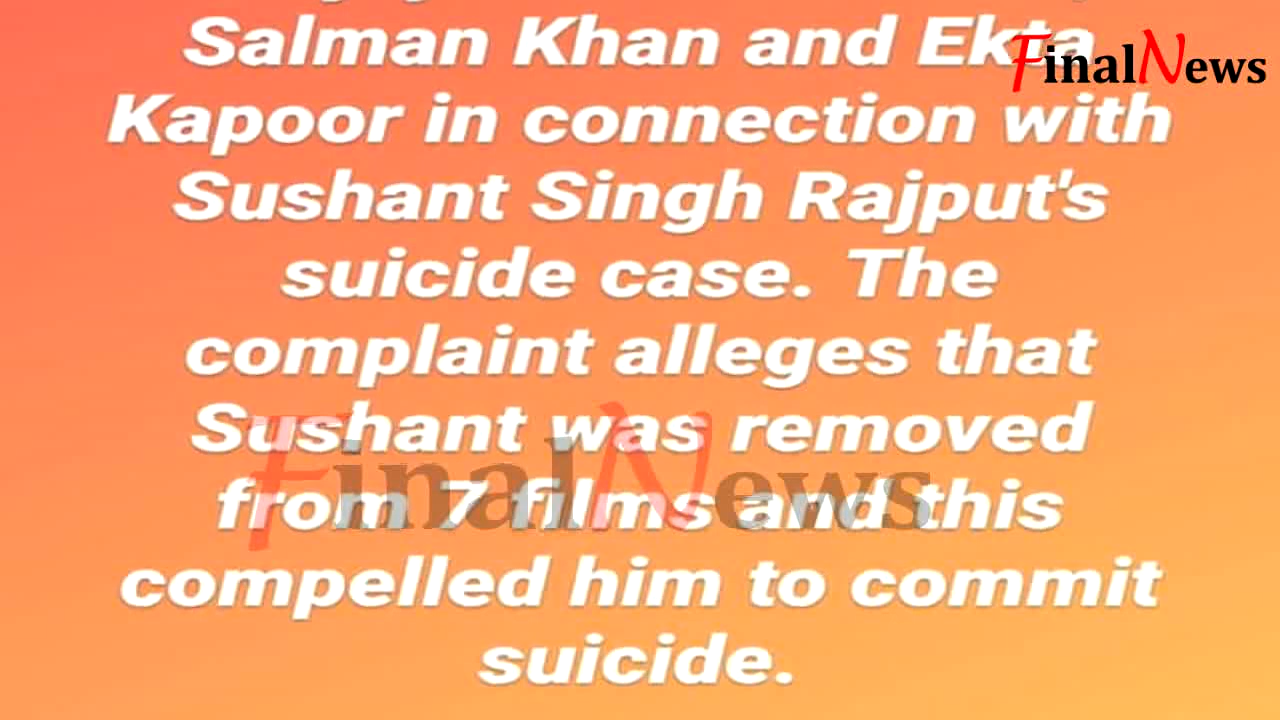 Salman Khan and Ekta
FinalNews
Kapoor in connection with
Sushant Singh Rajput's
suicide case. The
complaint alleges that
Sushant was removed
FinalNews
from 7 films and this
compelled him to commit
suicide.